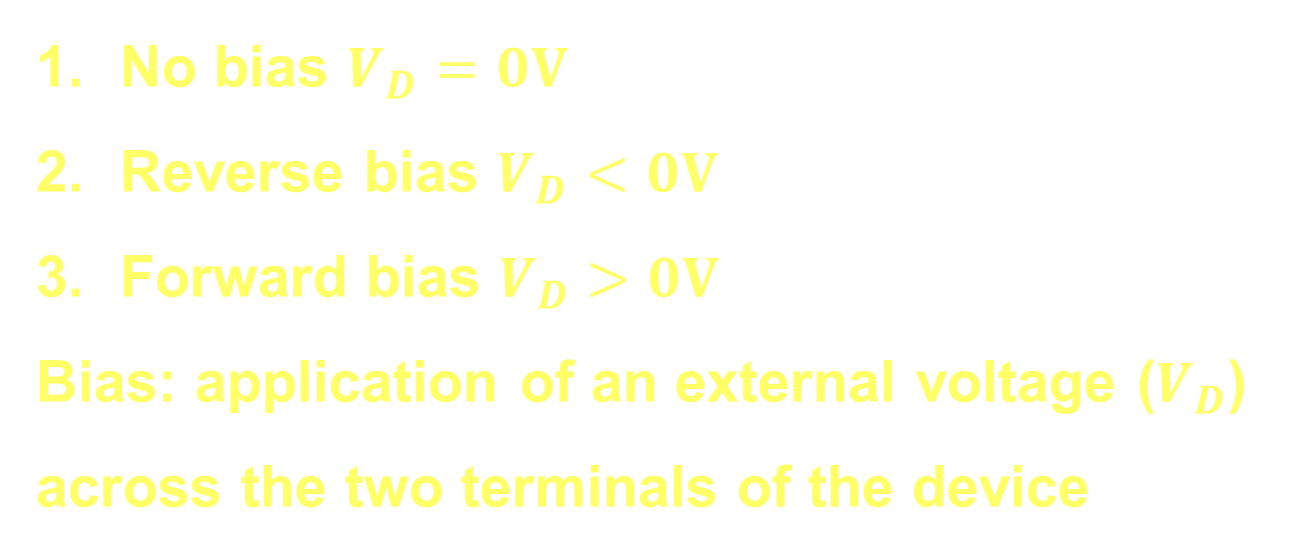 1. No bias V_D = 0V
2. Reverse bias V_D < 0V
3. Forward bias V_D > 0V
Bias: application of an external voltage (V_D)
across the two terminals of the device